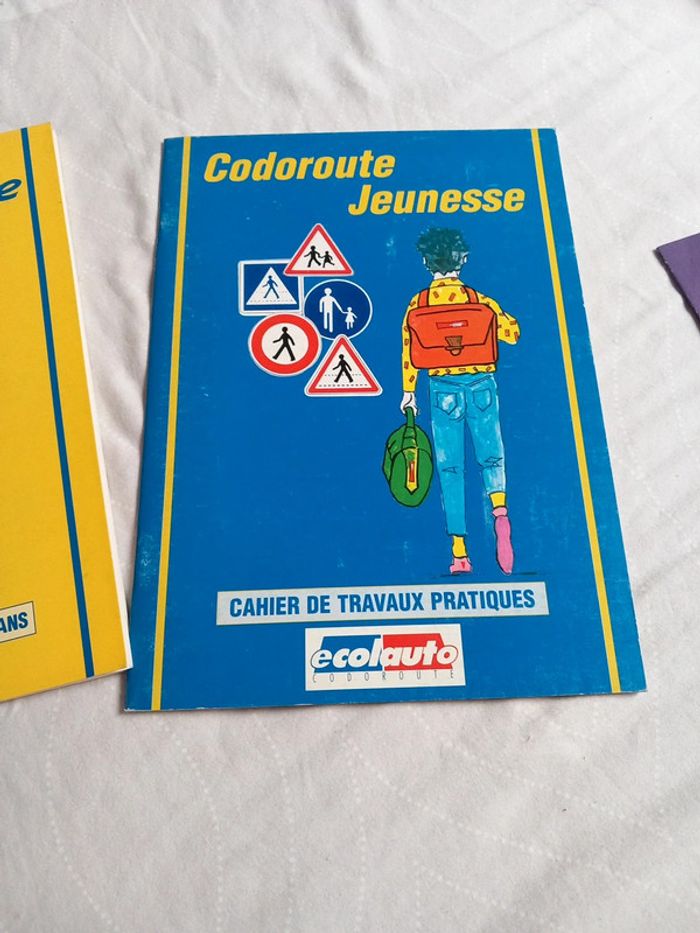 Codoroute
Jeunesse
CAHIER DE TRAVAUX PRATIQUES
ecolauto
CODOROUTE
e
ANS